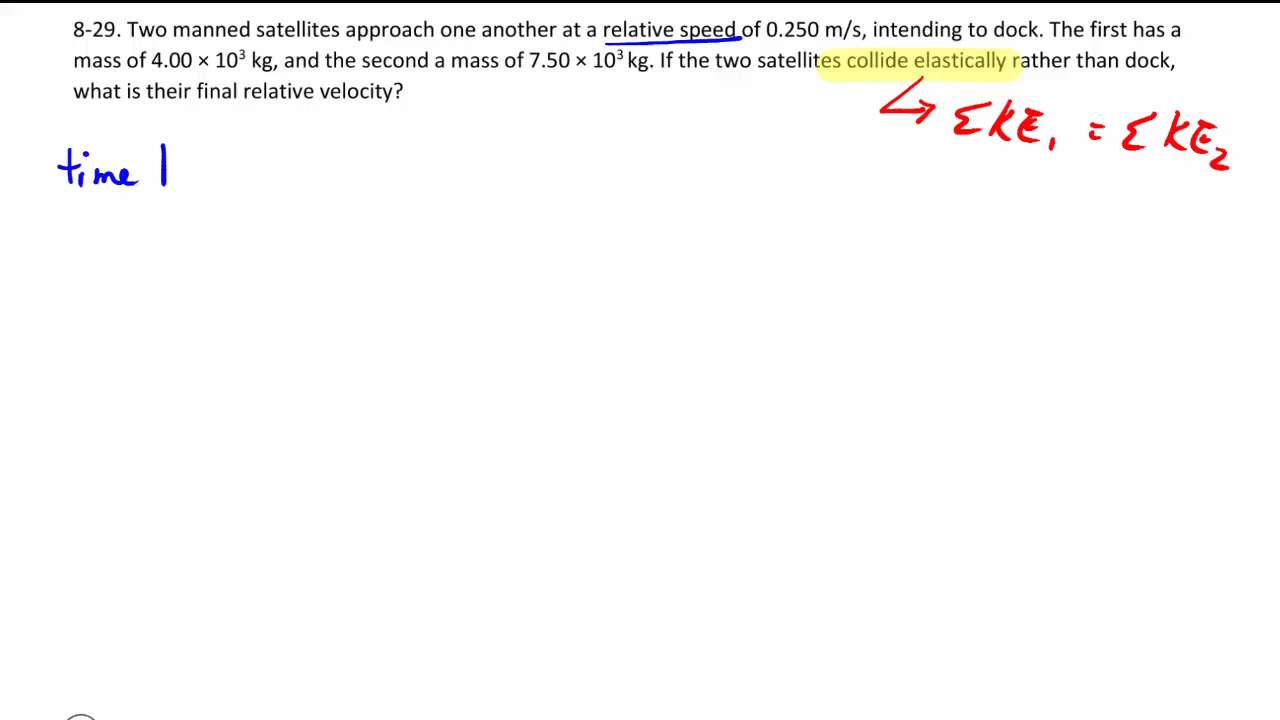 8-29. Two manned satellites approach one another at a relative speed of 0.250 m/s, intending to dock. The first has a
mass of 4.00 × 10³ kg, and the second a mass of 7.50 × 10³ kg. If the two satellites collide elastically rather than dock,
what is their final relative velocity?
ΣKE₁ = ΣKE₂
time 1